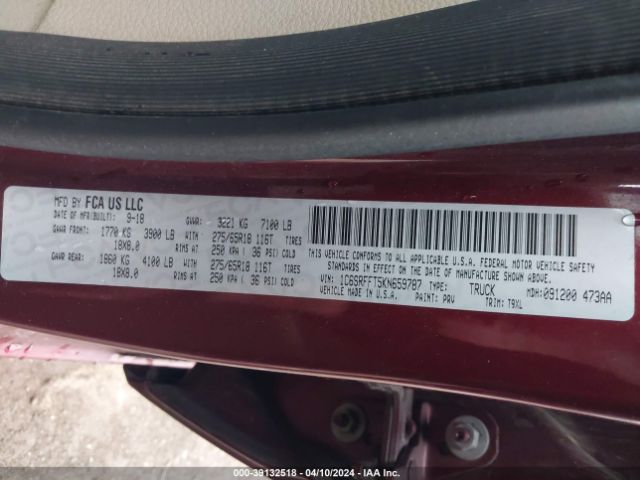 MFD BY FCA US LLC
DATE OF MFR(BUILT): 9-18 GVWR: 3221 KG 7100 LB
GAWR FRONT: 1770 KG 3900 LB WITH 275/65R18 116T TIRES
18X8.0 RIMS AT 250 KPA ( 36 PSI) COLD
GAWR REAR: 1860 KG 4100 LB WITH 275/65R18 116T TIRES
18X8.0 RIMS AT 250 KPA ( 36 PSI) COLD
THIS VEHICLE CONFORMS TO ALL APPLICABLE U.S.A. FEDERAL MOTOR VEHICLE SAFETY
STANDARDS IN EFFECT ON THE DATE OF MANUFACTURE SHOWN ABOVE.
VIN: 1C6SRFFT5KN659787 TYPE: TRUCK MDH: 091200 473AA
VEHICLE MADE IN U.S.A. PAINT: PRV TRIM: T9XL
000-39132518 - 04/10/2024 - IAA Inc.